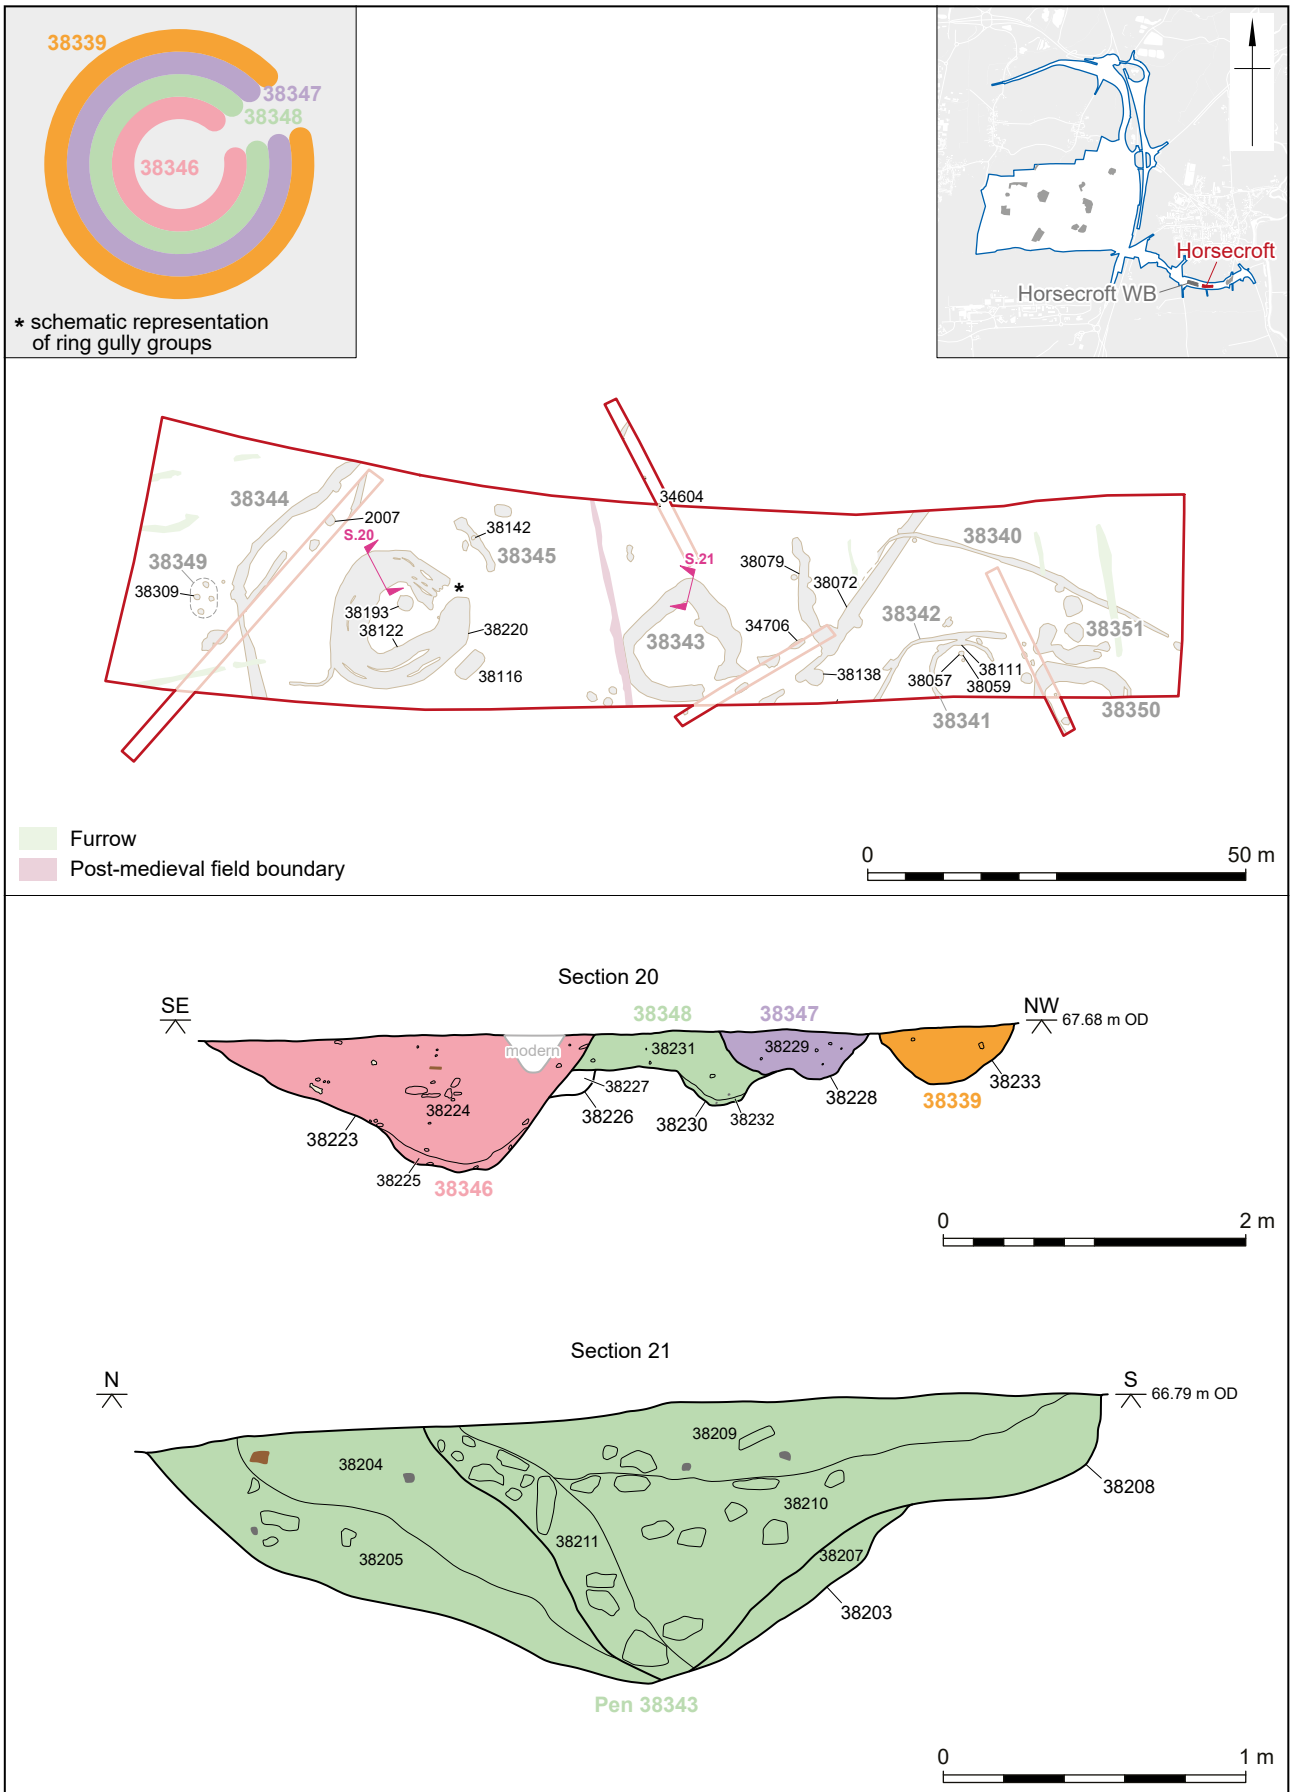 38339
38347
38348
38346
* schematic representation
of ring gully groups
Horsecroft
Horsecroft WB
34604
38344
2007
S.20
38142
38345
38349
38309
S.21
38079
38072
38340
38193
38122
38220
38116
38343
34706
38342
38351
38138
38111
38057
38059
38341
38350
Furrow
Post-medieval field boundary
0 50 m
Section 20
SE
38348
38347
NW
67.68 m OD
modern
38231
38229
38227
38226
38228
38233
38339
38224
38223
38230
38232
38225
38346
0 2 m
Section 21
N
S
66.79 m OD
38209
38204
38208
38210
38211
38205
38207
38203
Pen 38343
0 1 m